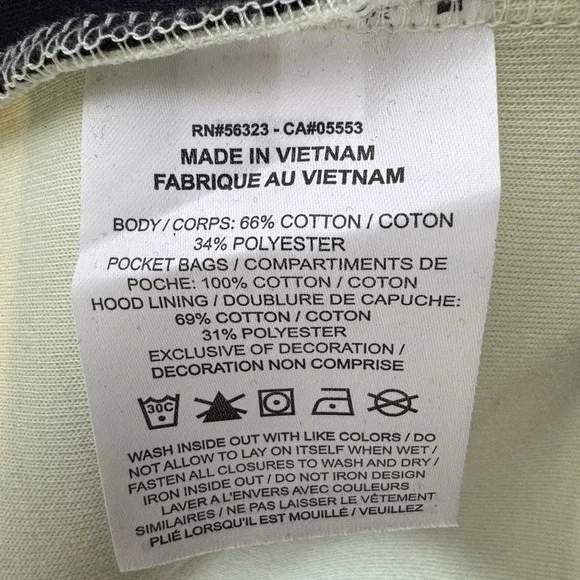 RN#56323 - CA#05553
MADE IN VIETNAM
FABRIQUE AU VIETNAM
BODY / CORPS: 66% COTTON / COTON
34% POLYESTER
POCKET BAGS / COMPARTIMENTS DE
POCHE: 100% COTTON / COTON
HOOD LINING / DOUBLURE DE CAPUCHE:
69% COTTON / COTON
31% POLYESTER
EXCLUSIVE OF DECORATION /
DECORATION NON COMPRISE
30C
WASH INSIDE OUT WITH LIKE COLORS / DO
NOT ALLOW TO LAY ON ITSELF WHEN WET /
FASTEN ALL CLOSURES TO WASH AND DRY /
IRON INSIDE OUT / DO NOT IRON DESIGN
LAVER A L'ENVERS AVEC COULEURS
SIMILAIRES / NE PAS LAISSER LE VÊTEMENT
PLIÉ LORSQU'IL EST MOUILLÉ / VEUILLEZ